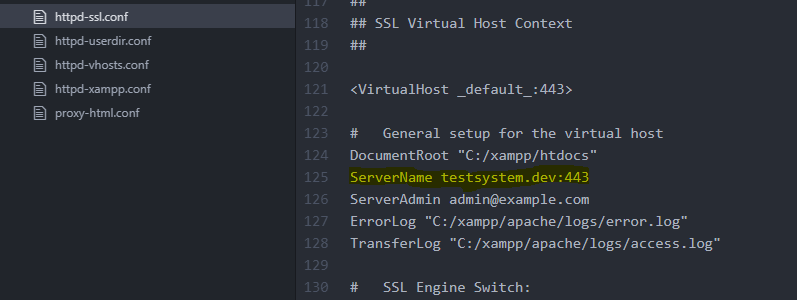 httpd-ssl.conf
httpd-userdir.conf
httpd-vhosts.conf
httpd-xampp.conf
proxy-html.conf
117 ##
118 ## SSL Virtual Host Context
119 ##
120
121 <VirtualHost _default_:443>
122
123 #   General setup for the virtual host
124 DocumentRoot "C:/xampp/htdocs"
125 ServerName testsystem.dev:443
126 ServerAdmin admin@example.com
127 ErrorLog "C:/xampp/apache/logs/error.log"
128 TransferLog "C:/xampp/apache/logs/access.log"
129
130 #   SSL Engine Switch: